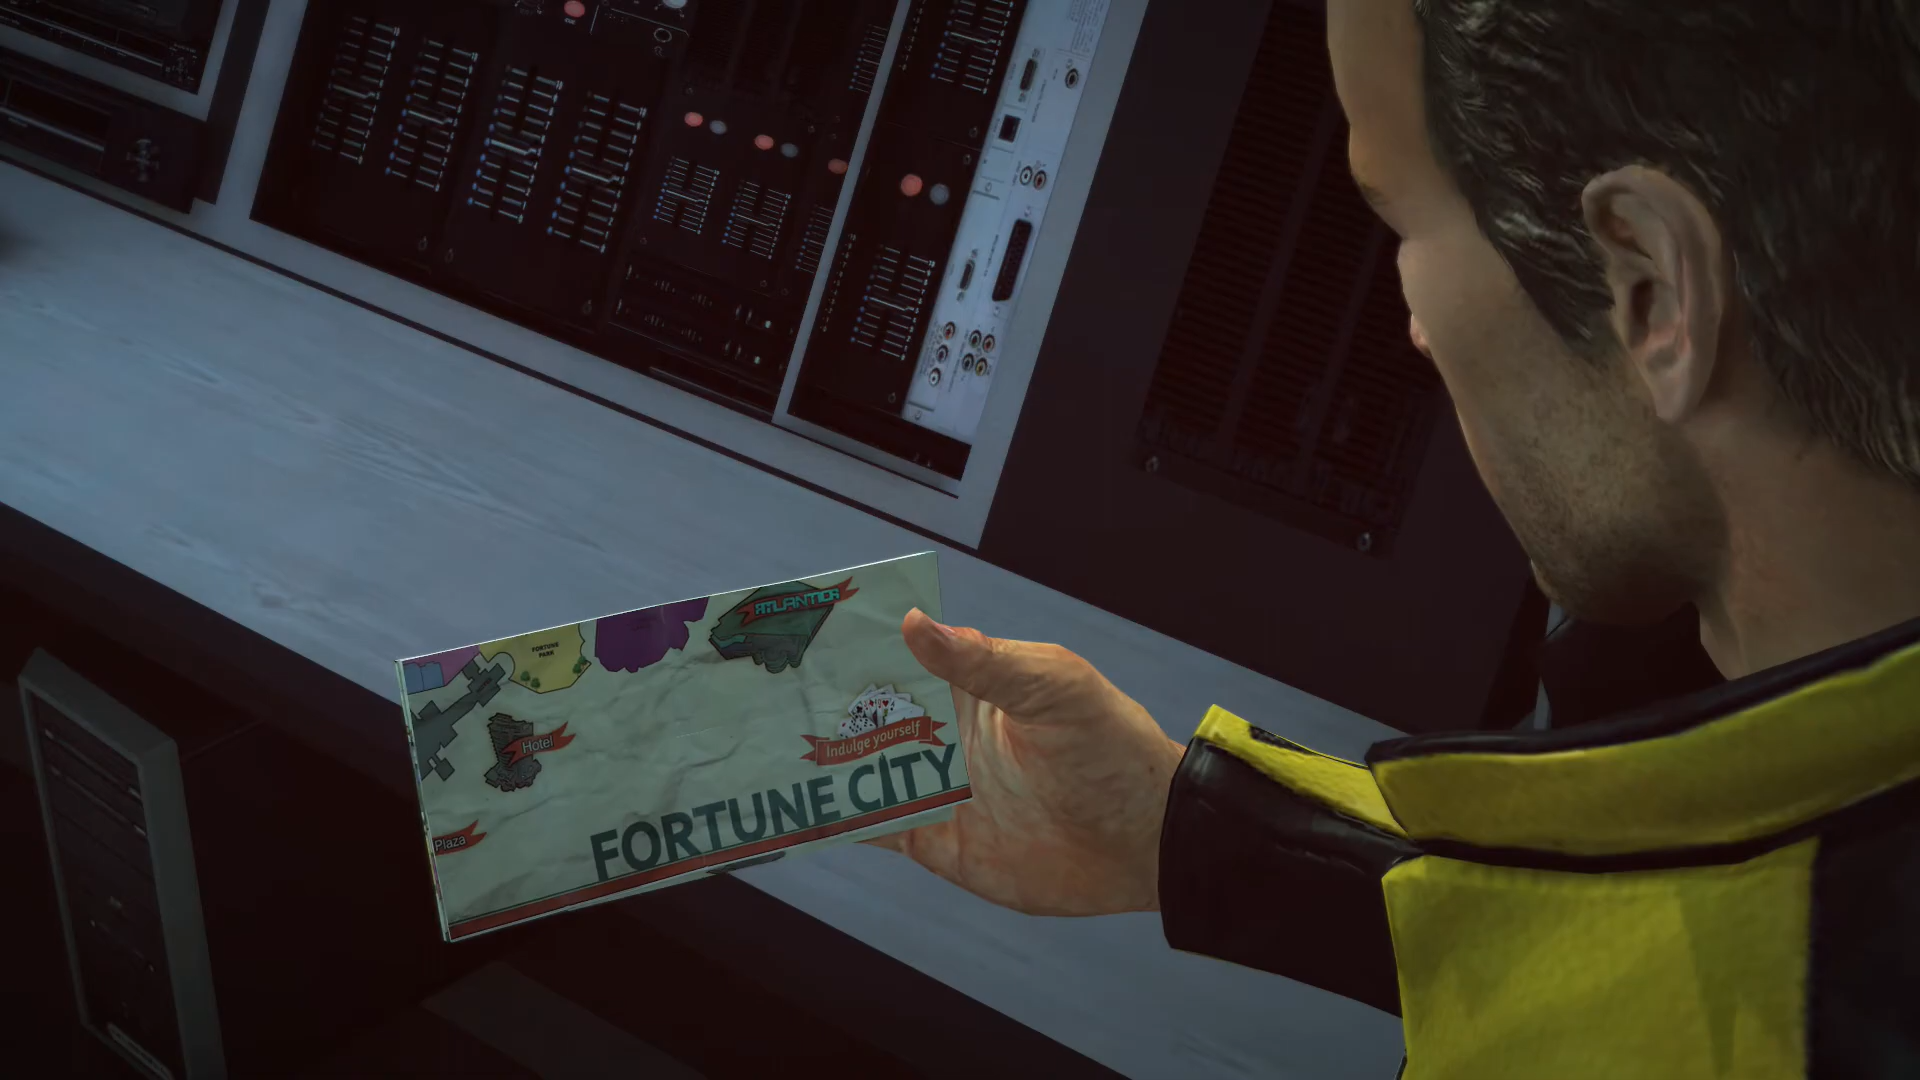 ATLANTICA
FORTUNE
PARK
Hotel
Indulge yourself
FORTUNE CITY
Plaza